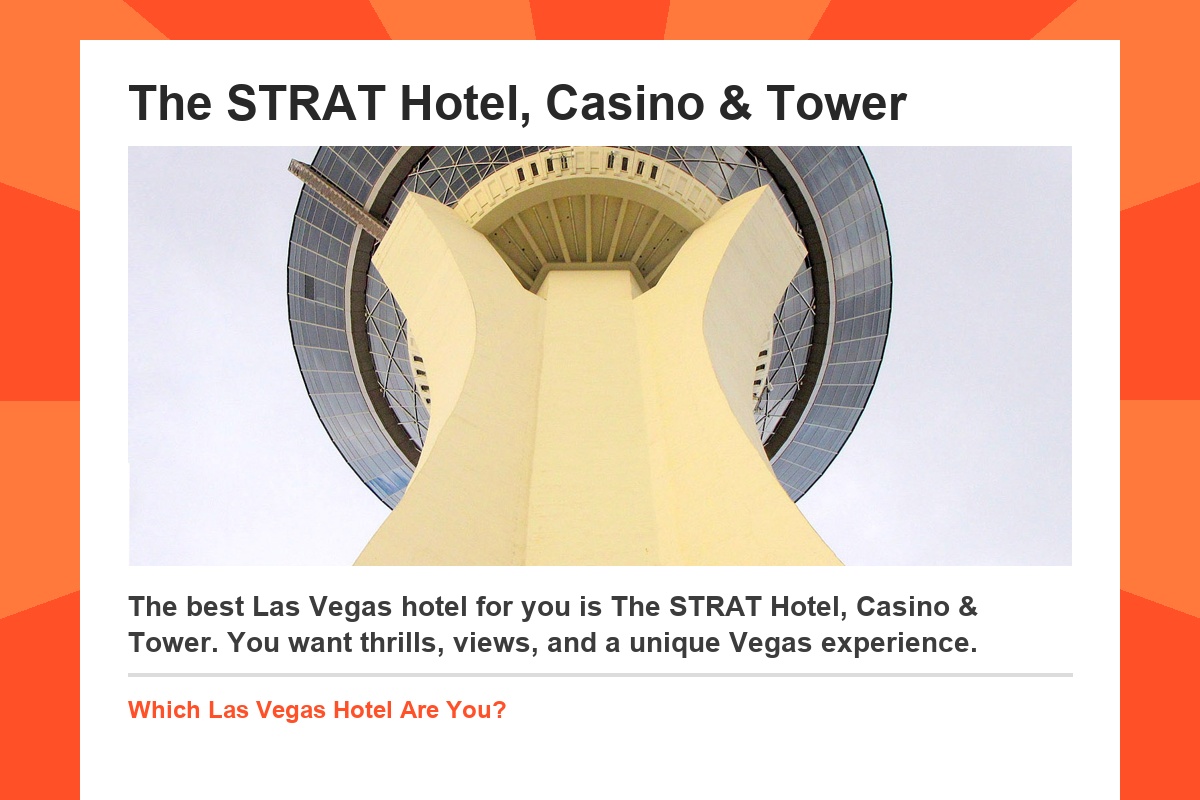 The STRAT Hotel, Casino & Tower
The best Las Vegas hotel for you is The STRAT Hotel, Casino &
Tower. You want thrills, views, and a unique Vegas experience.
Which Las Vegas Hotel Are You?